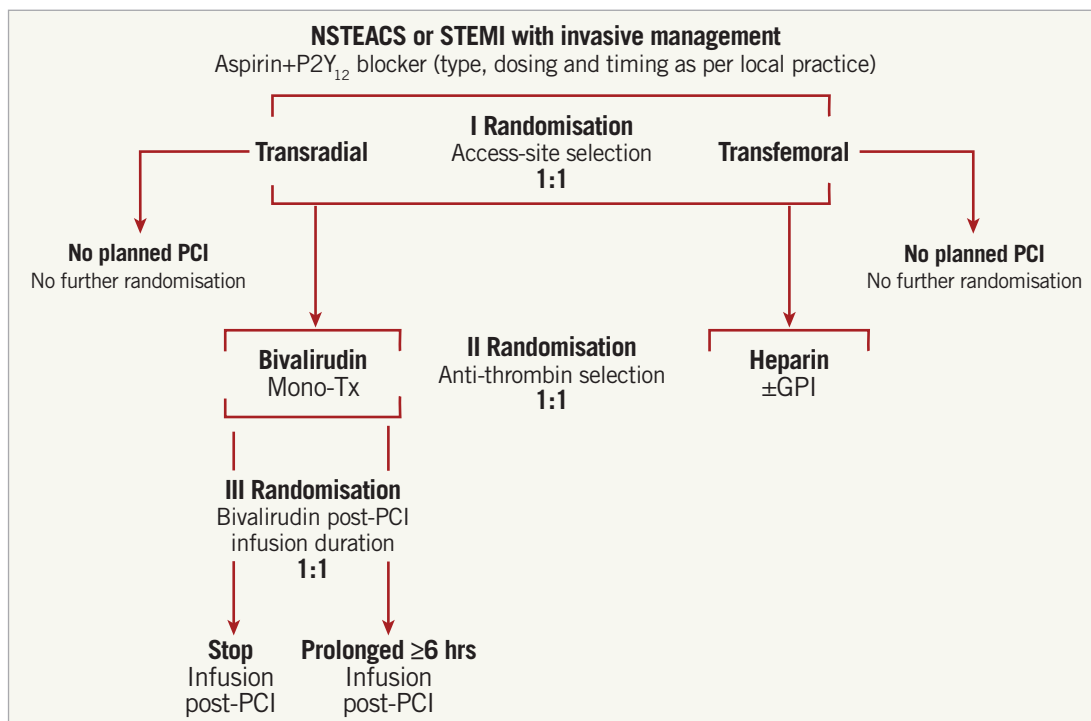 NSTEACS or STEMI with invasive management
Aspirin+P2Y12 blocker (type, dosing and timing as per local practice)
I Randomisation
Transradial
Access-site selection
Transfemoral
1:1
No planned PCI
No further randomisation
No planned PCI
No further randomisation
Bivalirudin
Mono-Tx
II Randomisation
Anti-thrombin selection
1:1
Heparin
±GPI
III Randomisation
Bivalirudin post-PCI
infusion duration
1:1
Stop
Infusion
post-PCI
Prolonged ≥6 hrs
Infusion
post-PCI